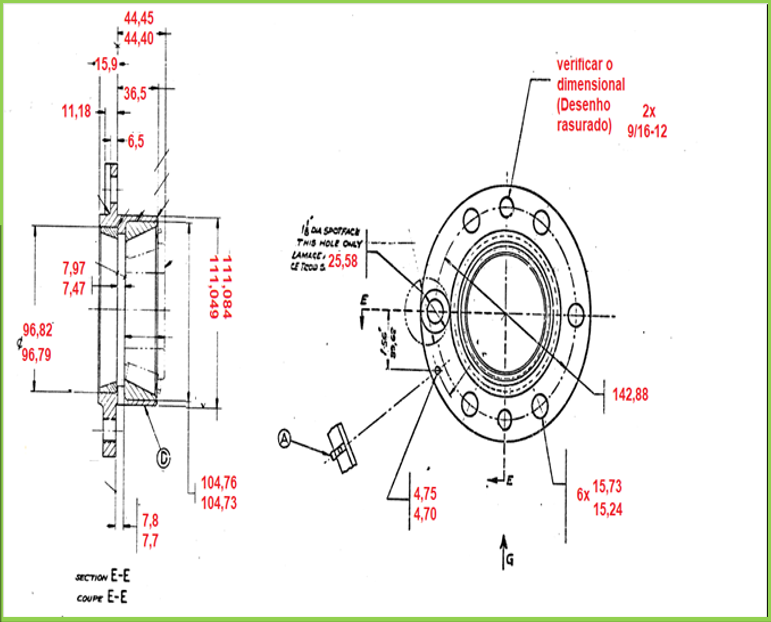 44,45
44,40
15,9
36,5
11,18
6,5
verificar o
dimensional
(Desenho
rasurado)
2x
9/16-12
DIA SPOTFACE
THIS HOLE ONLY
25,58
E
7,97
7,47
111,084
111,049
¢
96,82
96,79
142,88
A
C
104,76
104,73
4,75
4,70
6x 15,73
15,24
E
7,8
7,7
G
SECTION E-E
COUPE E-E